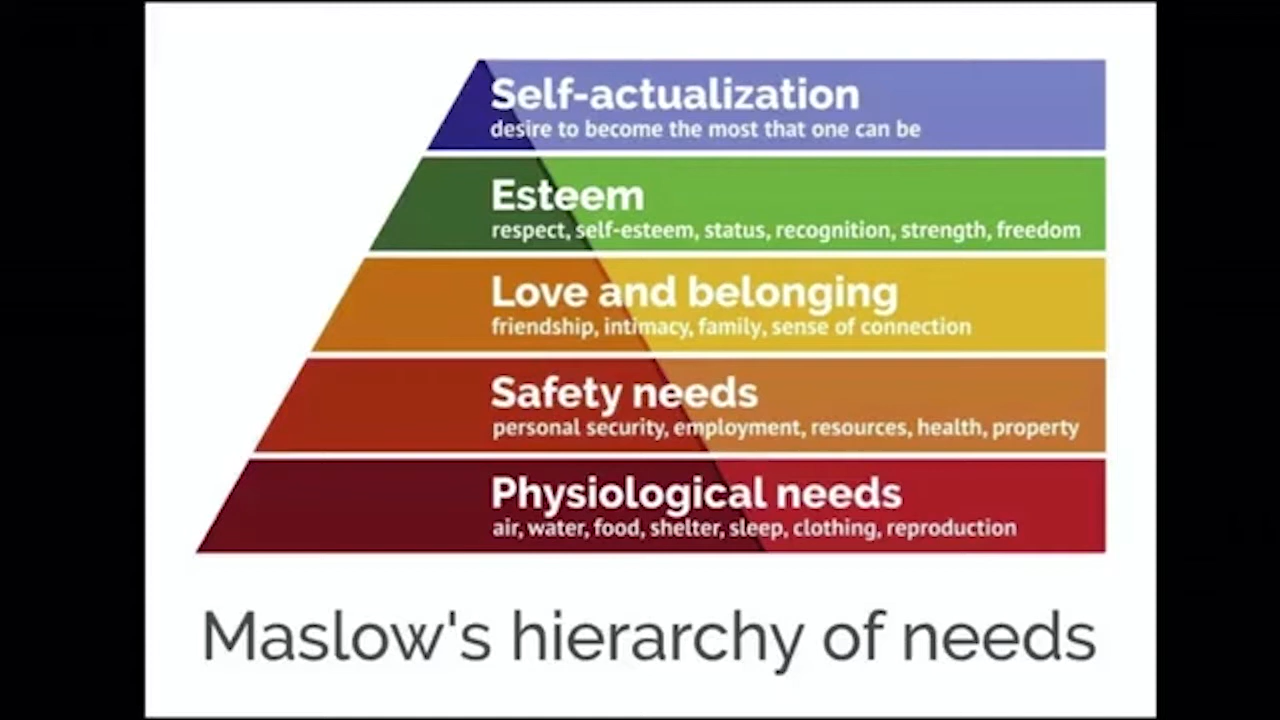 Self-actualization
desire to become the most that one can be
Esteem
respect, self-esteem, status, recognition, strength, freedom
Love and belonging
friendship, intimacy, family, sense of connection
Safety needs
personal security, employment, resources, health, property
Physiological needs
air, water, food, shelter, sleep, clothing, reproduction
Maslow's hierarchy of needs